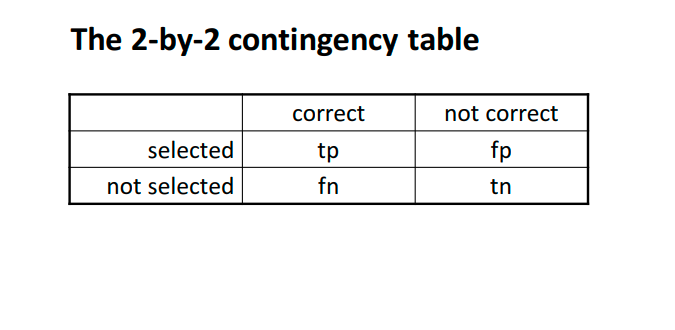 The 2-by-2 contingency table
correct not correct
selected tp fp
not selected fn tn